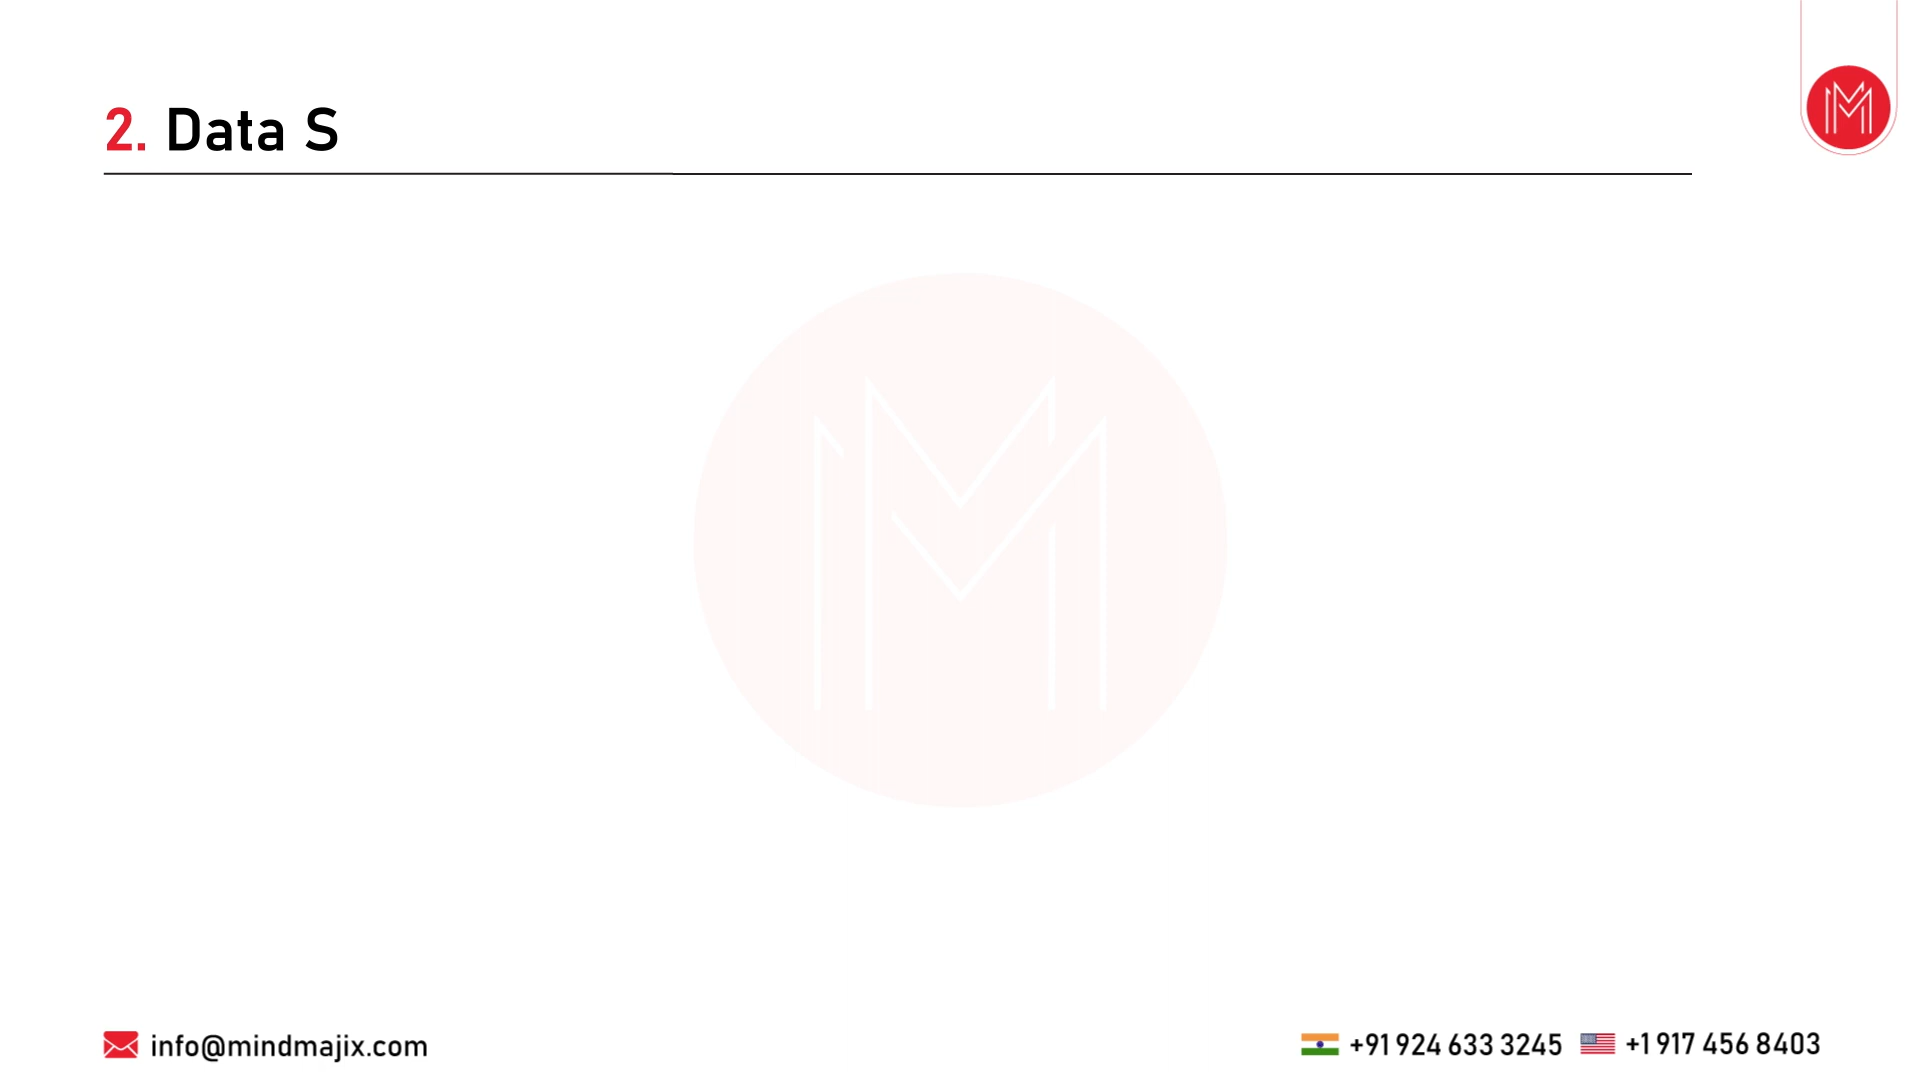 2. Data S
info@mindmajix.com
+91 924 633 3245
+1 917 456 8403